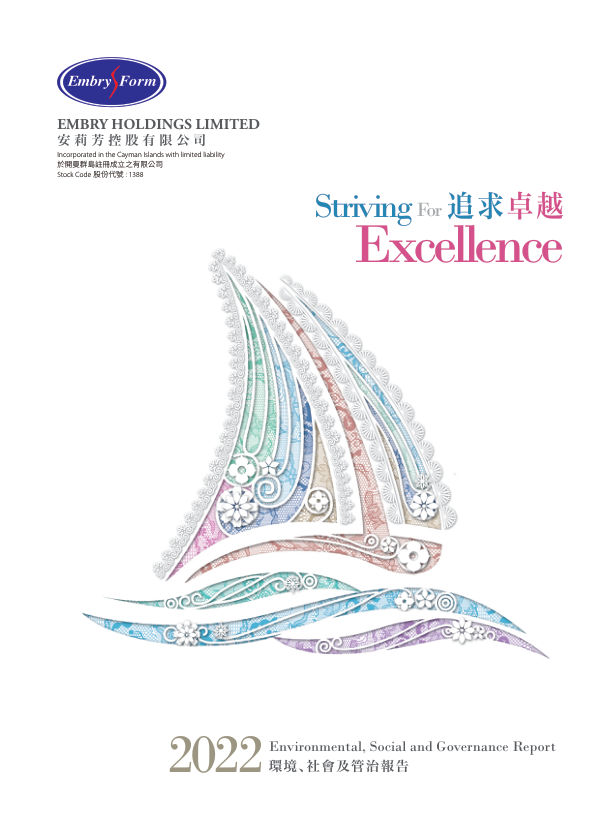 Embry Form
EMBRY HOLDINGS LIMITED
安莉芳控股有限公司
Incorporated in the Cayman Islands with limited liability
於開曼群島註冊成立之有限公司
Stock Code 股份代號 : 1388
Striving For 追求卓越
Excellence
2022 Environmental, Social and Governance Report
環境、社會及管治報告